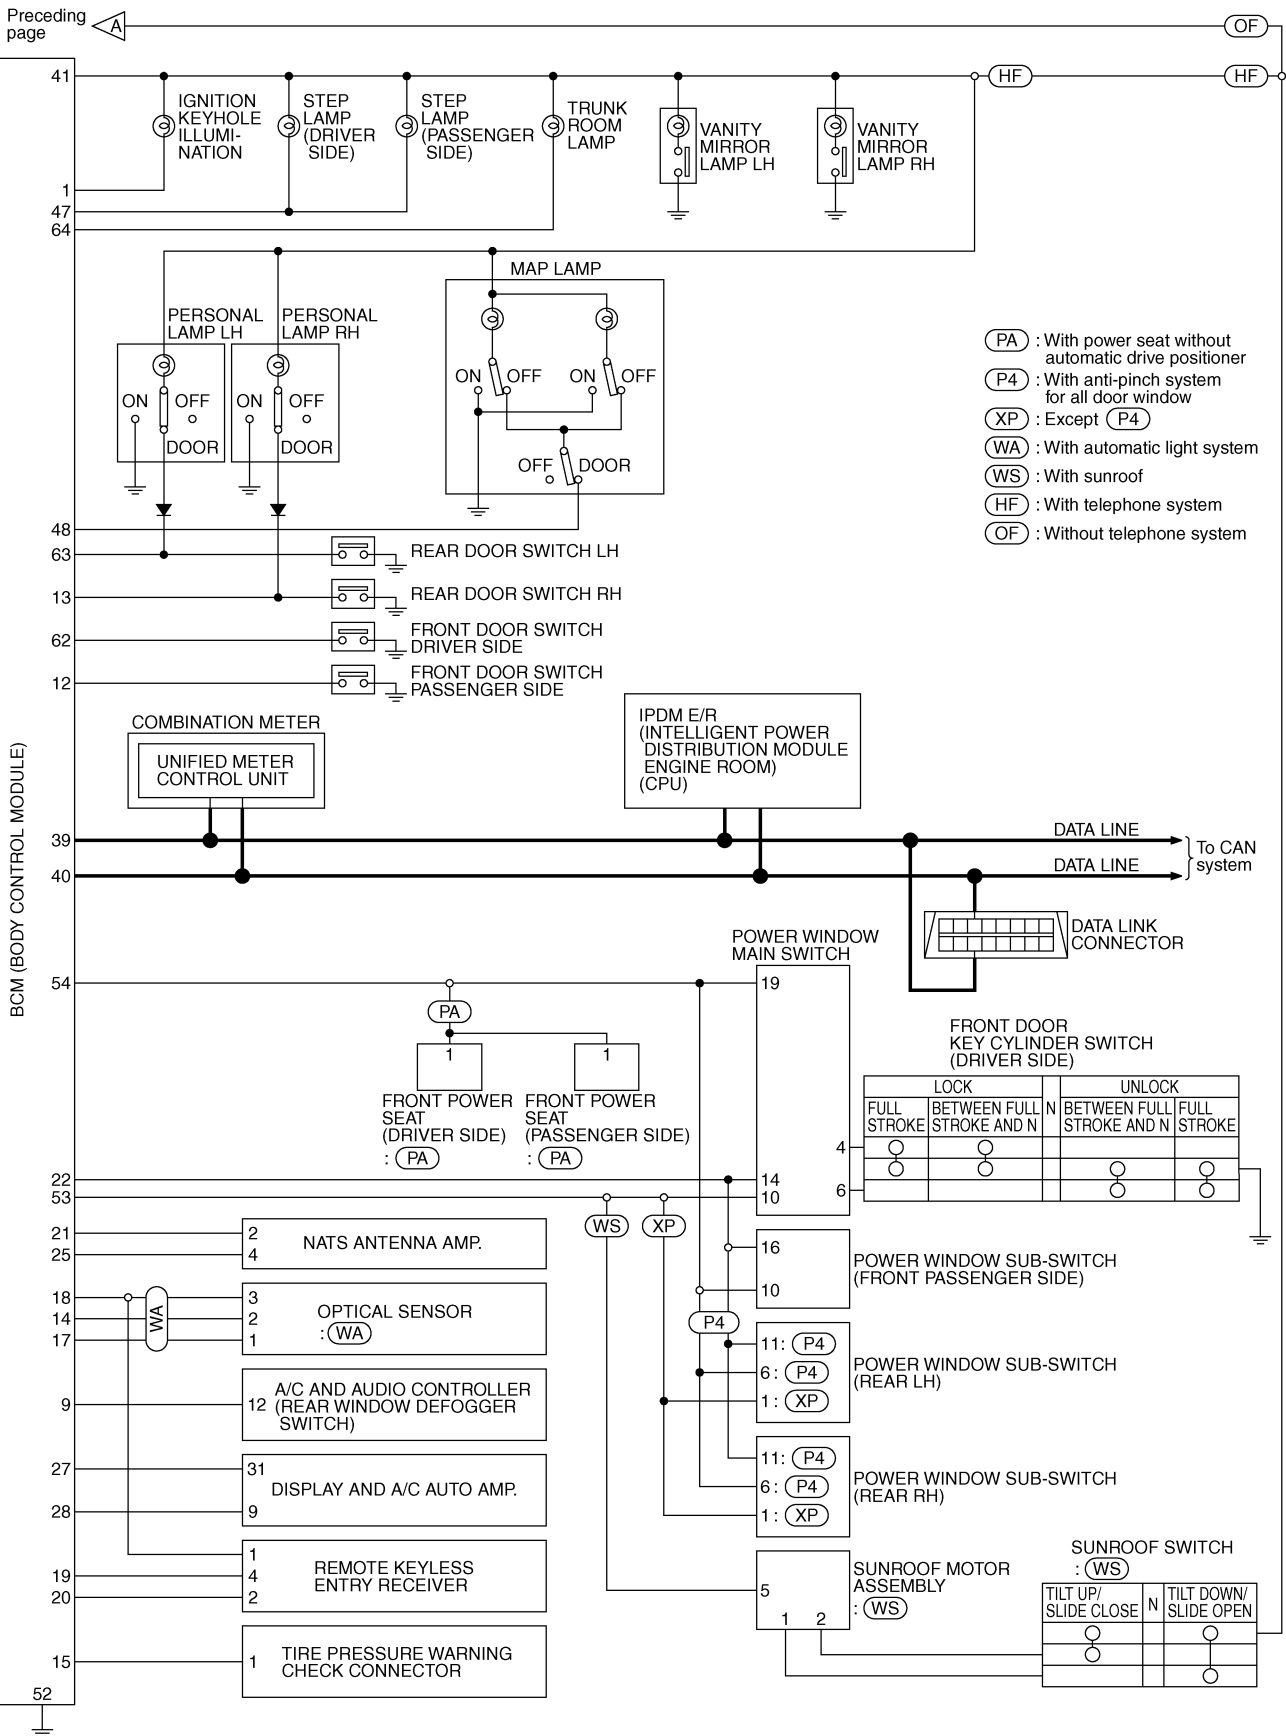 Preceding
page
A
OF
41
HF
HF
IGNITION
KEYHOLE
ILLUMI-
NATION
STEP
LAMP
(DRIVER
SIDE)
STEP
LAMP
(PASSENGER
SIDE)
TRUNK
ROOM
LAMP
VANITY
MIRROR
LAMP LH
VANITY
MIRROR
LAMP RH
1
47
64
MAP LAMP
PERSONAL
LAMP LH
PERSONAL
LAMP RH
ON OFF
DOOR
ON OFF
DOOR
ON OFF
ON OFF
OFF DOOR
PA : With power seat without
automatic drive positioner
P4 : With anti-pinch system
for all door window
XP : Except P4
WA : With automatic light system
WS : With sunroof
HF : With telephone system
OF : Without telephone system
48
63
REAR DOOR SWITCH LH
13
REAR DOOR SWITCH RH
62
FRONT DOOR SWITCH
DRIVER SIDE
12
FRONT DOOR SWITCH
PASSENGER SIDE
BCM (BODY CONTROL MODULE)
COMBINATION METER
UNIFIED METER
CONTROL UNIT
IPDM E/R
(INTELLIGENT POWER
DISTRIBUTION MODULE
ENGINE ROOM)
(CPU)
39
DATA LINE
40
DATA LINE
To CAN
system
DATA LINK
CONNECTOR
POWER WINDOW
MAIN SWITCH
54
19
PA
1
1
FRONT POWER
SEAT
(DRIVER SIDE)
: PA
FRONT POWER
SEAT
(PASSENGER SIDE)
: PA
FRONT DOOR
KEY CYLINDER SWITCH
(DRIVER SIDE)
LOCK
UNLOCK
FULL
STROKE
BETWEEN FULL
STROKE AND N
N
BETWEEN FULL
STROKE AND N
FULL
STROKE
4
6
22
14
53
10
WS
XP
21
2
25
4
NATS ANTENNA AMP.
16
10
POWER WINDOW SUB-SWITCH
(FRONT PASSENGER SIDE)
18
3
14
2
17
1
WA
OPTICAL SENSOR
: WA
P4
11: P4
6: P4
1: XP
POWER WINDOW SUB-SWITCH
(REAR LH)
9
12
A/C AND AUDIO CONTROLLER
(REAR WINDOW DEFOGGER
SWITCH)
27
31
28
9
DISPLAY AND A/C AUTO AMP.
11: P4
6: P4
1: XP
POWER WINDOW SUB-SWITCH
(REAR RH)
1
19
4
20
2
REMOTE KEYLESS
ENTRY RECEIVER
5
1
2
SUNROOF MOTOR
ASSEMBLY
: WS
SUNROOF SWITCH
: WS
TILT UP/
SLIDE CLOSE
N
TILT DOWN/
SLIDE OPEN
15
1
TIRE PRESSURE WARNING
CHECK CONNECTOR
52